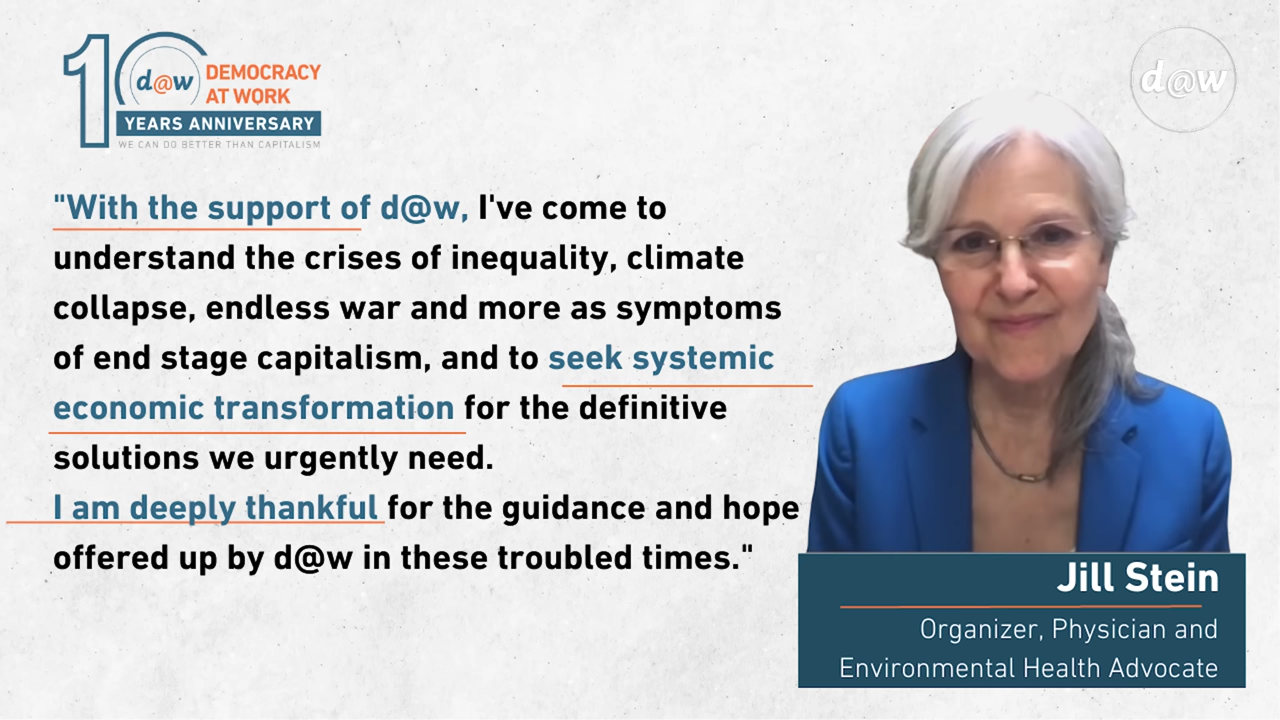 10
d@w
DEMOCRACY
AT WORK
YEARS ANNIVERSARY
WE CAN DO BETTER THAN CAPITALISM
d@w
"With the support of d@w, I've come to
understand the crises of inequality, climate
collapse, endless war and more as symptoms
of end stage capitalism, and to seek systemic
economic transformation for the definitive
solutions we urgently need.
I am deeply thankful for the guidance and hope
offered up by d@w in these troubled times."
Jill Stein
Organizer, Physician and
Environmental Health Advocate